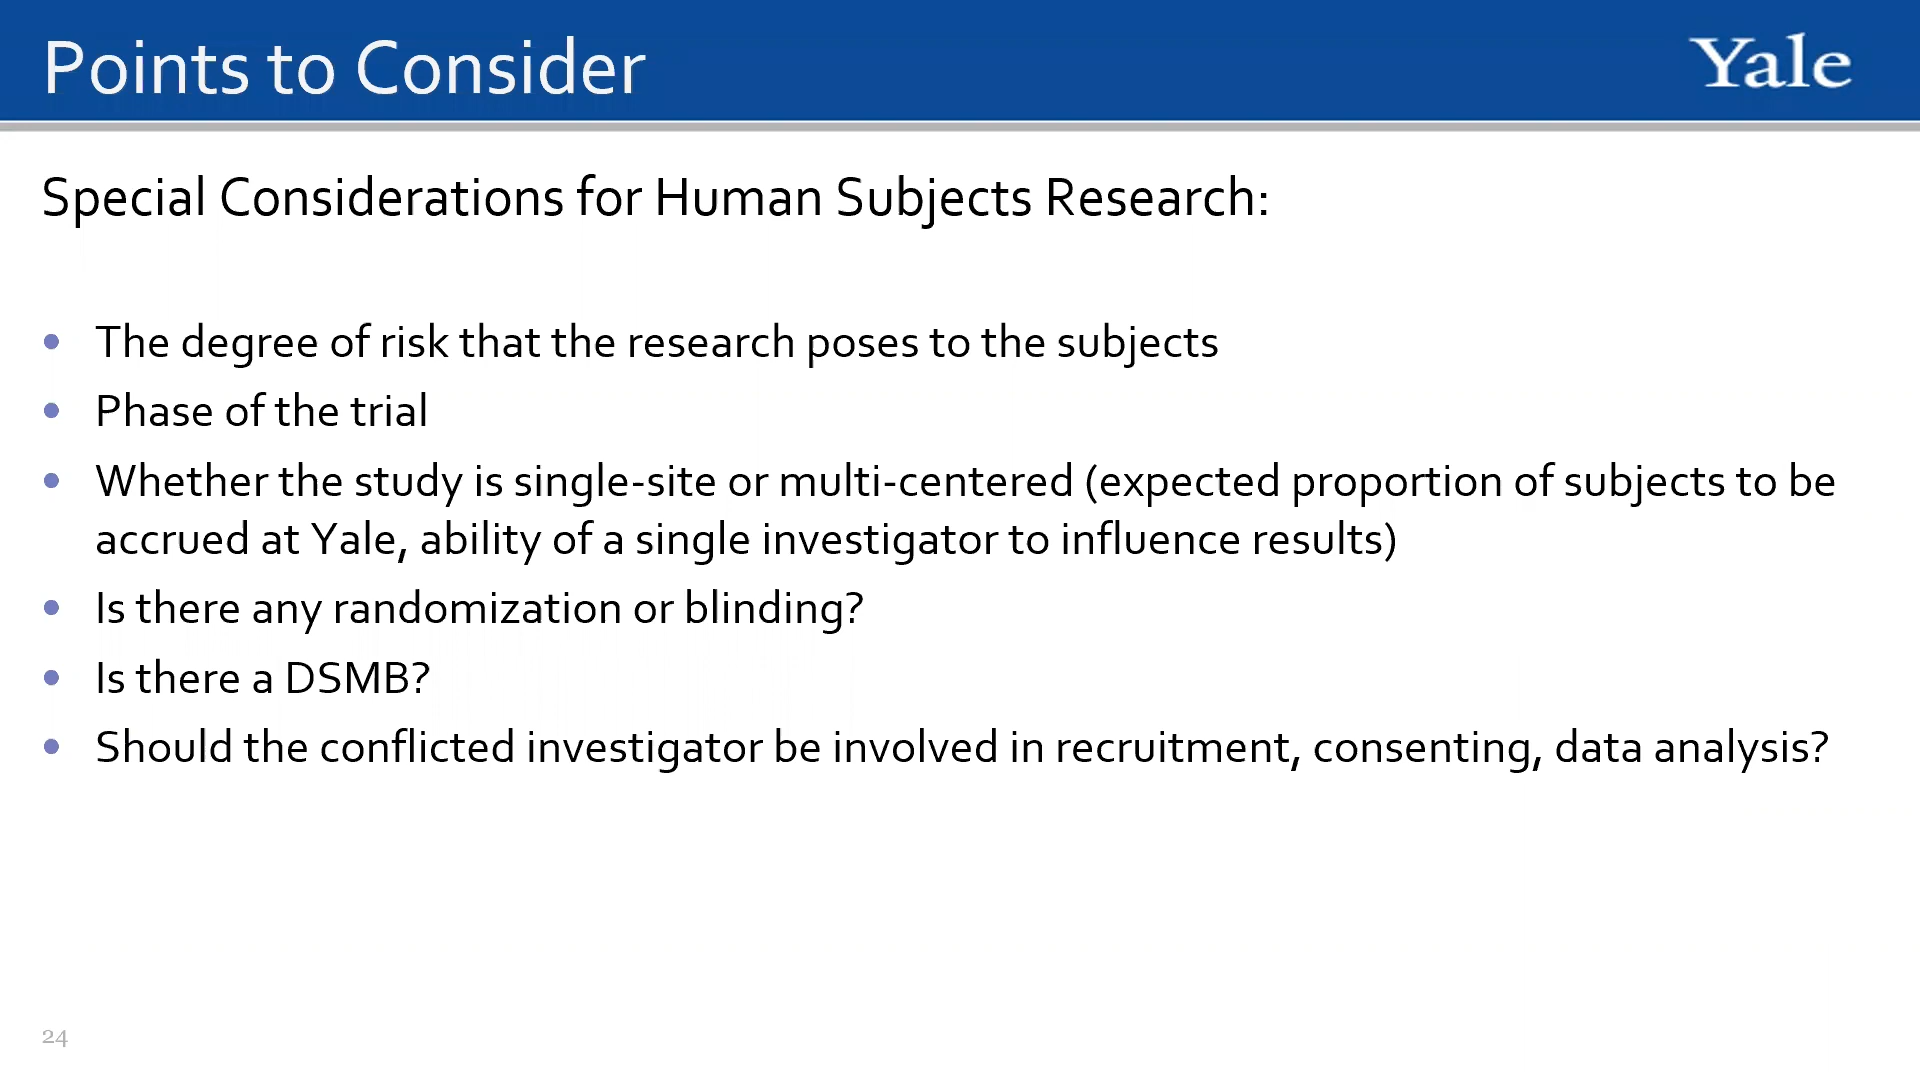 Points to Consider
Yale
Special Considerations for Human Subjects Research:
• The degree of risk that the research poses to the subjects
• Phase of the trial
• Whether the study is single-site or multi-centered (expected proportion of subjects to be
accrued at Yale, ability of a single investigator to influence results)
• Is there any randomization or blinding?
• Is there a DSMB?
• Should the conflicted investigator be involved in recruitment, consenting, data analysis?
24